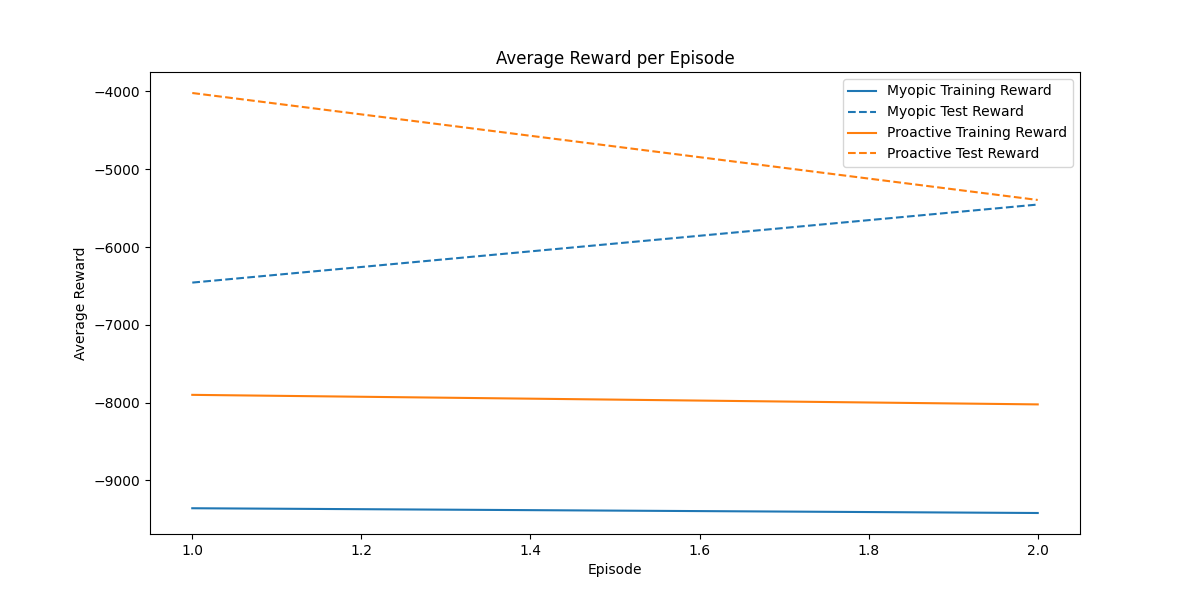 Average Reward per Episode
Myopic Training Reward
Myopic Test Reward
Proactive Training Reward
Proactive Test Reward
Average Reward
−4000
−5000
−6000
−7000
−8000
−9000
1.0 1.2 1.4 1.6 1.8 2.0
Episode